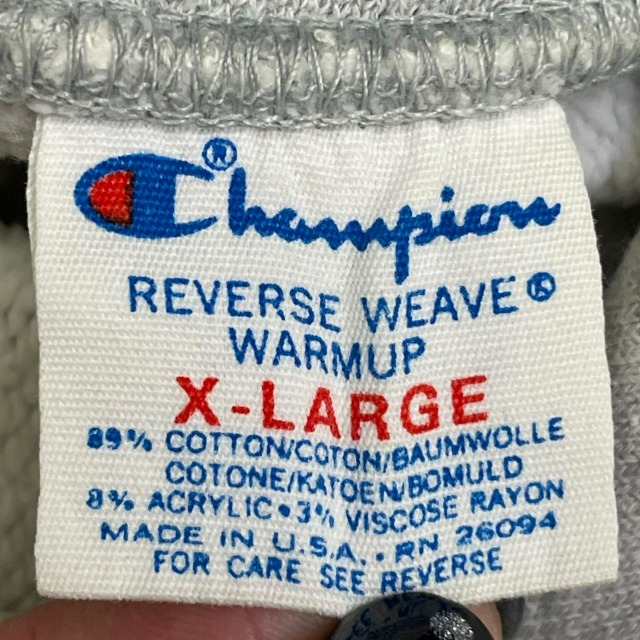 Champion®
REVERSE WEAVE®
WARMUP
X-LARGE
89% COTTON/COTON/BAUMWOLLE
COTONE/KATOEN/BOMULD
8% ACRYLIC • 3% VISCOSE RAYON
MADE IN U.S.A. • RN 26094
FOR CARE SEE REVERSE